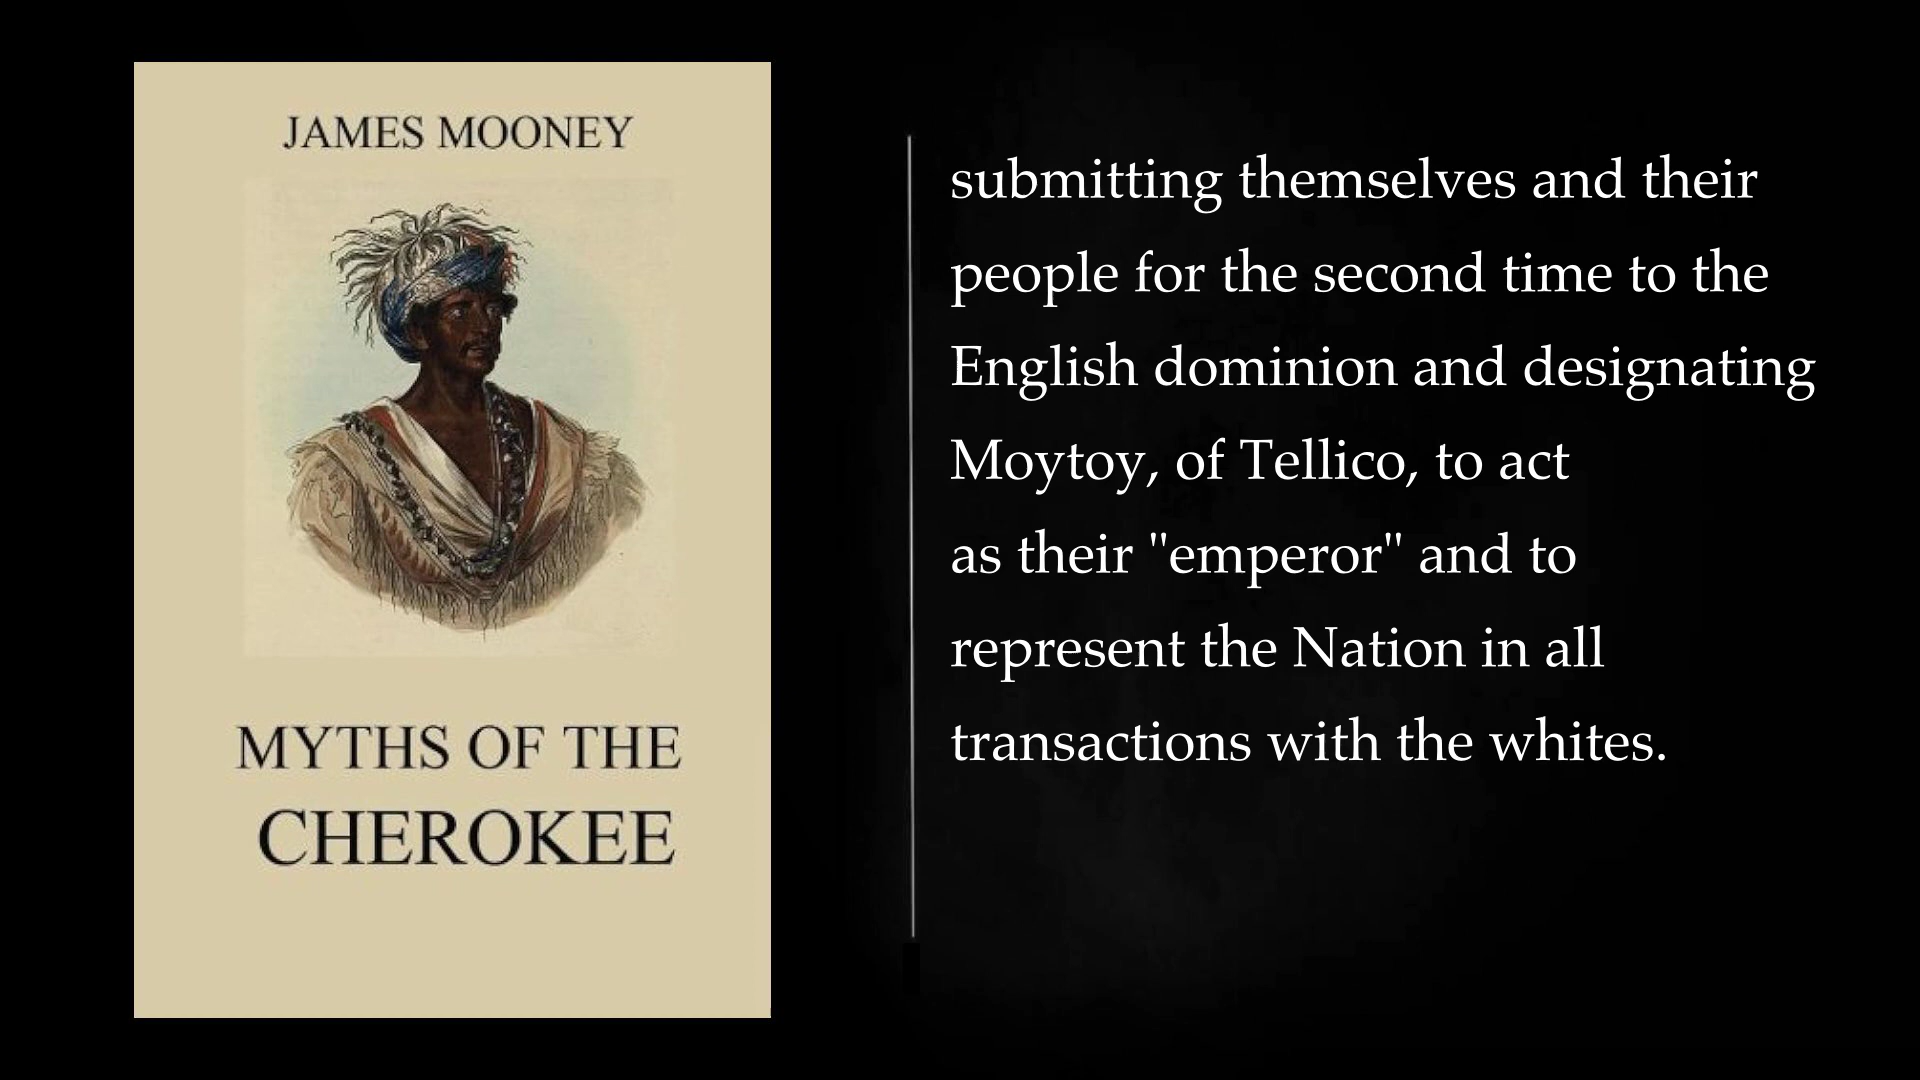 JAMES MOONEY
MYTHS OF THE
CHEROKEE
submitting themselves and their
people for the second time to the
English dominion and designating
Moytoy, of Tellico, to act
as their "emperor" and to
represent the Nation in all
transactions with the whites.